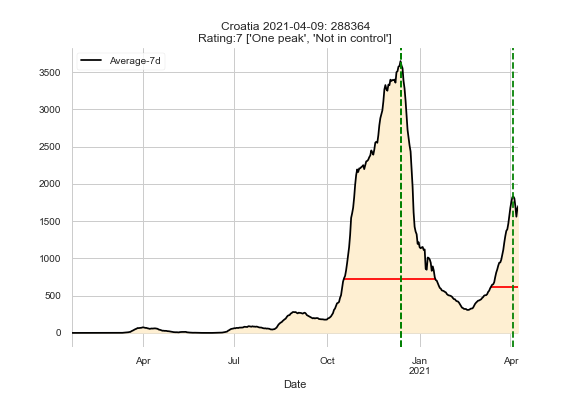 Croatia 2021-04-09: 288364
Rating:7 ['One peak', 'Not in control']
Average-7d
3500
3000
2500
2000
1500
1000
500
0
Apr
Jul
Oct
Jan
2021
Apr
Date